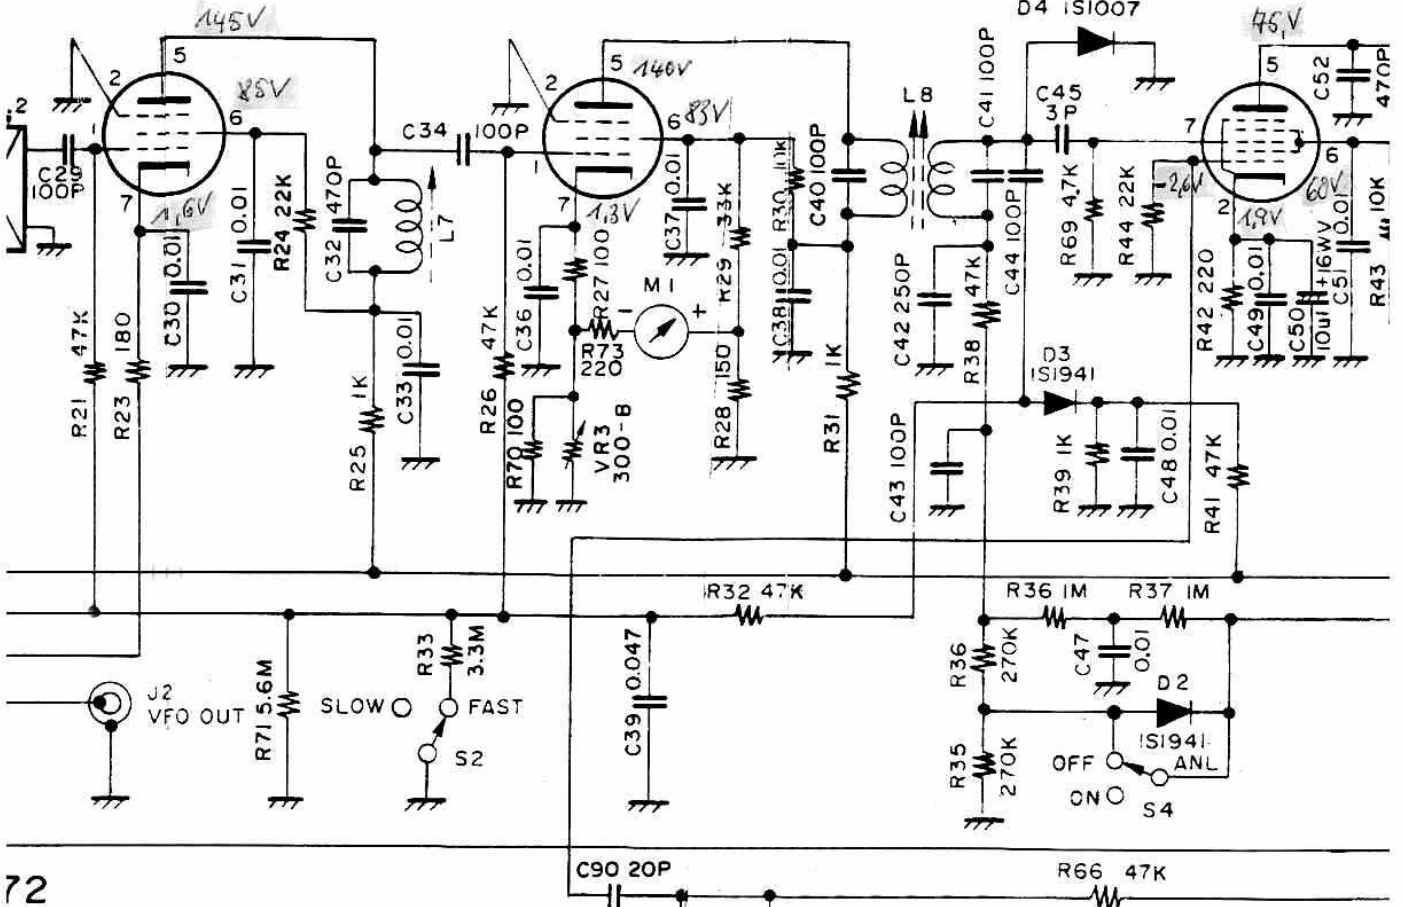 145V
D4 1S1007
75V
2
5
85V
6
i.2
C29
100P
1
7
1,6V
C34
100P
2
5
140V
6
83V
1
7
1,3V
L8
C41 100P
C45
3P
5
7
6
2
-2,6V
60V
1,9V
C52
470P
R24 22K
C31 0.01
C30 0.01
C32 470P
L7
R21 47K
R23 180
R25 1K
C33 0.01
C36 0.01
R27 100
C37 0.01
R29 33K
R30 1K
C40 100P
C38 0.01
M1
-
+
R73
220
R26 47K
R70 100
VR3
300-B
R28 150
R31 1K
C42 250P
R38 47K
C44 100P
R69 4.7K
R44 22K
R42 220
C49 0.01
C50
10u1+16WV
C51 0.01
R43 10K
D3
1S1941
C43 100P
R39 1K
C48 0.01
R41 47K
R32 47K
R36 1M
R37 1M
J2
VFO OUT
R71 5.6M
SLOW
FAST
R33
3.3M
S2
C39 0.047
R36
270K
C47
0.01
D2
1S1941
R35
270K
OFF
ANL
ON
S4
72
C90 20P
R66 47K